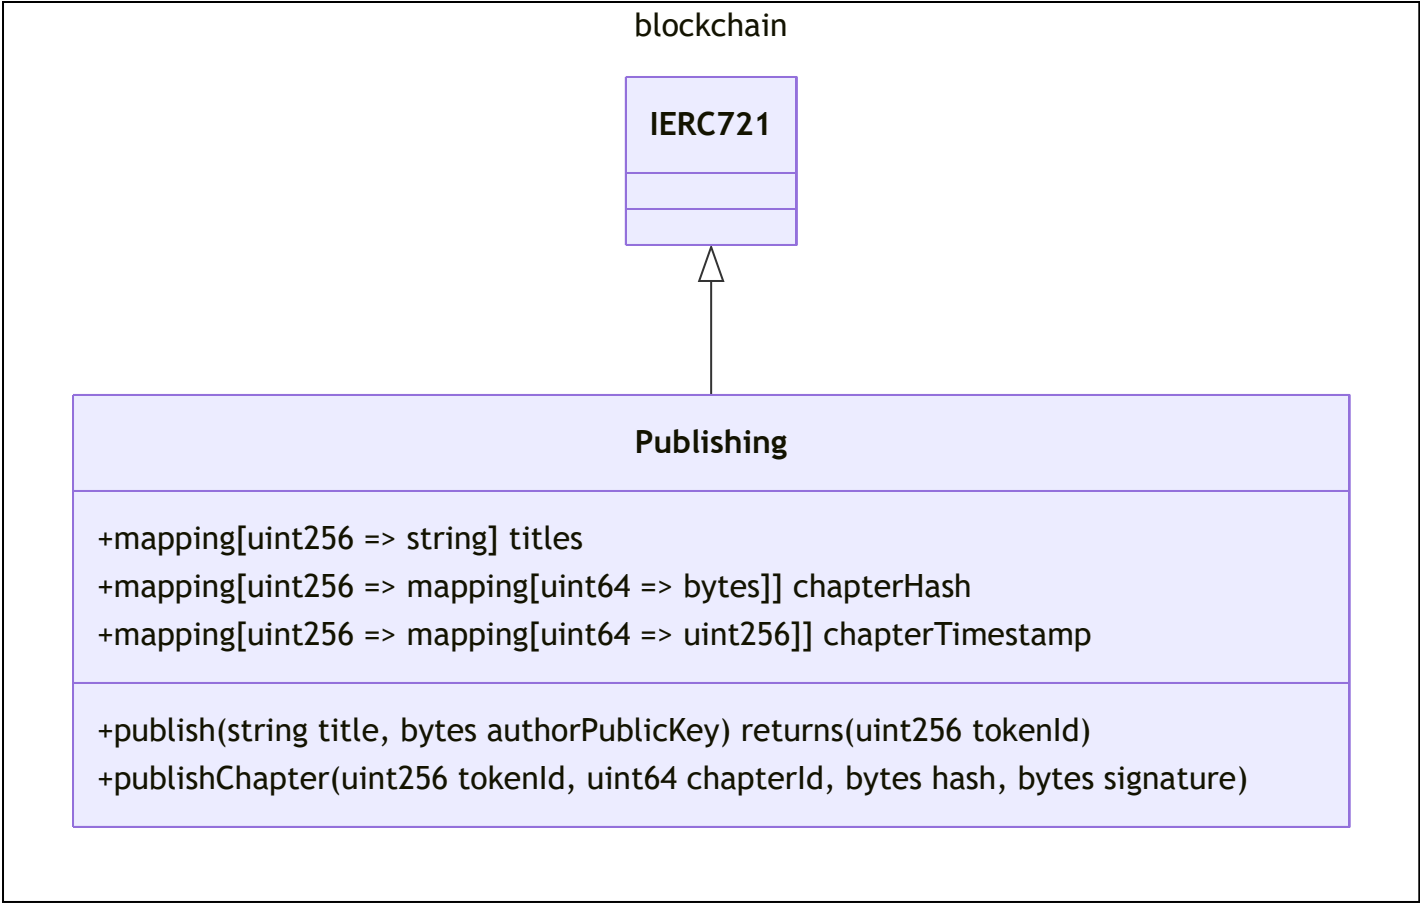 blockchain
IERC721
Publishing
+mapping[uint256 => string] titles
+mapping[uint256 => mapping[uint64 => bytes]] chapterHash
+mapping[uint256 => mapping[uint64 => uint256]] chapterTimestamp
+publish(string title, bytes authorPublicKey) returns(uint256 tokenId)
+publishChapter(uint256 tokenId, uint64 chapterId, bytes hash, bytes signature)